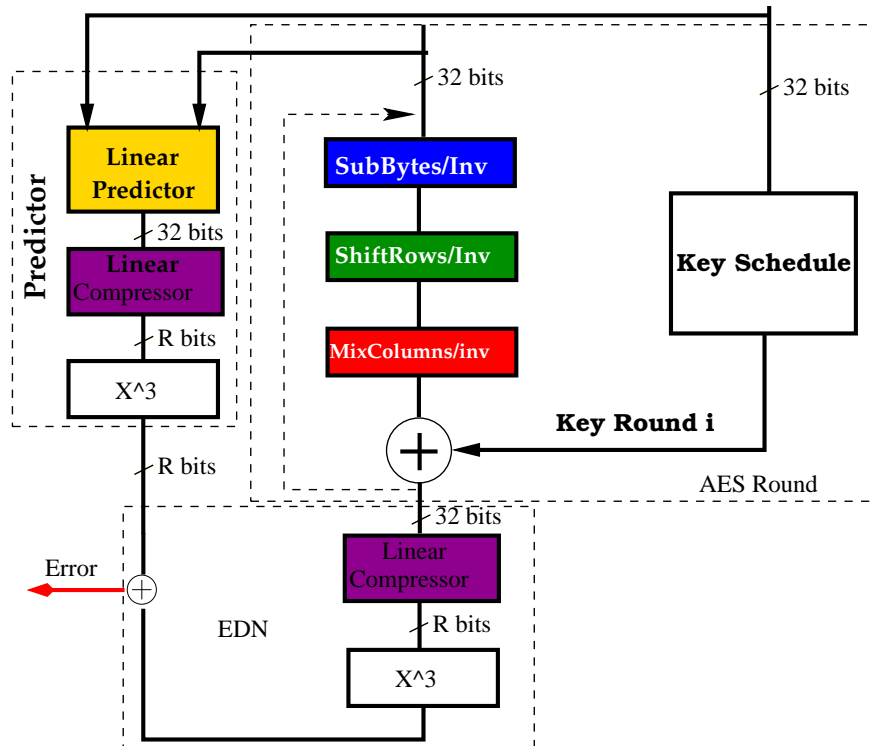 32 bits
32 bits
Linear
Predictor
SubBytes/Inv
Predictor
32 bits
Linear
Compressor
ShiftRows/Inv
Key Schedule
R bits
MixColumns/inv
X^3
Key Round i
+
R bits
AES Round
32 bits
Linear
Compressor
Error
+
R bits
EDN
X^3